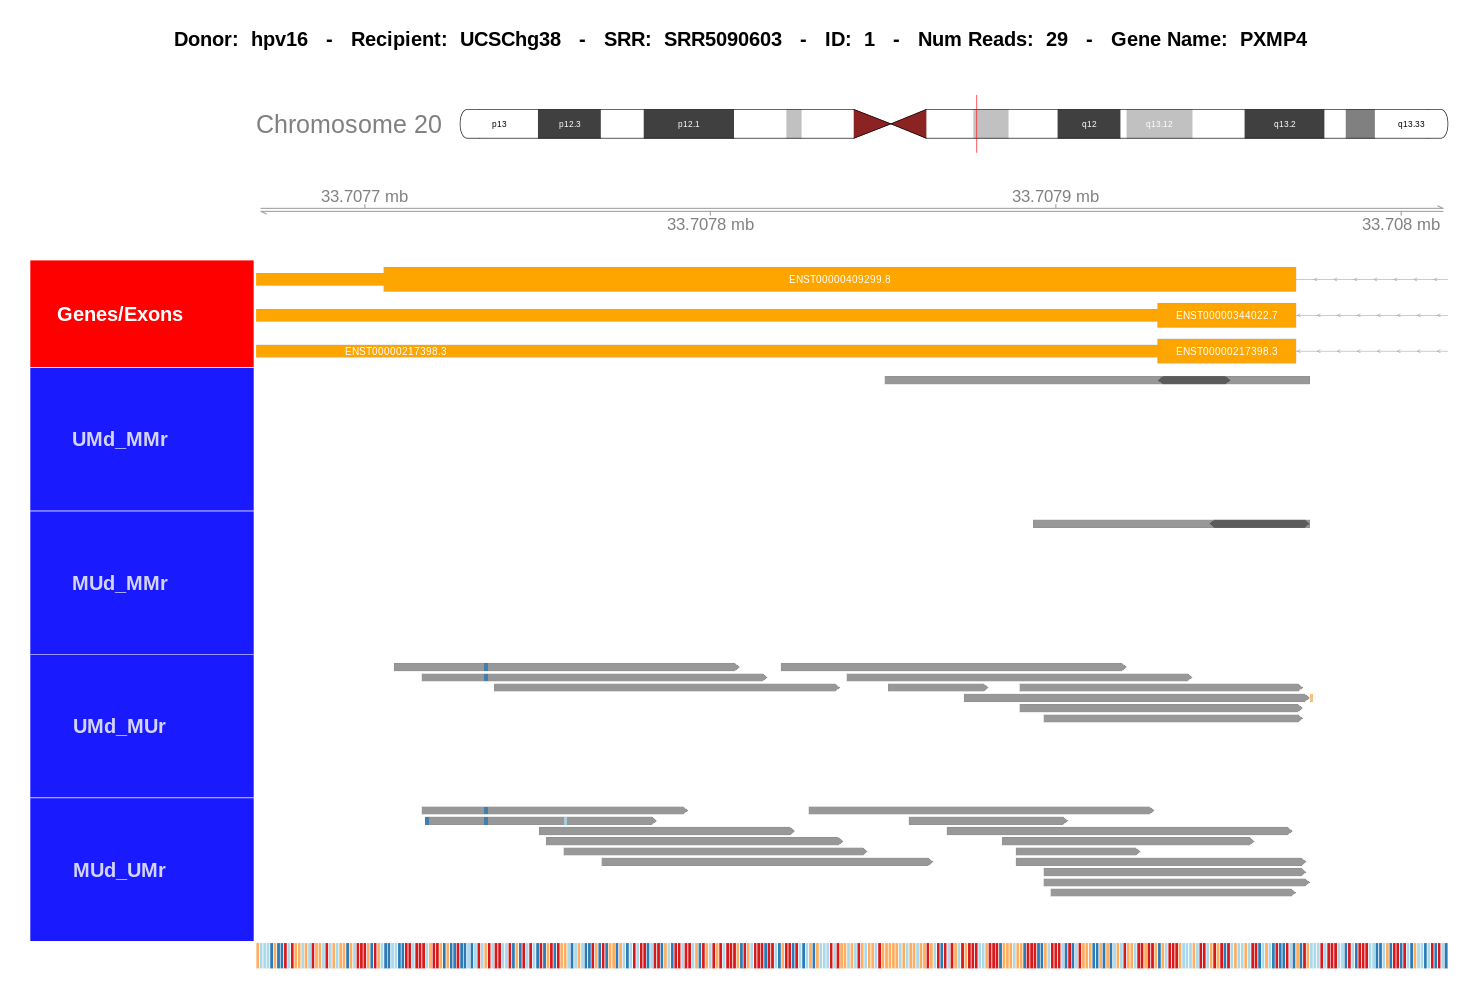 Donor: hpv16 - Recipient: UCSChg38 - SRR: SRR5090603 - ID: 1 - Num Reads: 29 - Gene Name: PXMP4
Chromosome 20
p13 p12.3 p12.1 q12 q13.12 q13.2 q13.33
33.7077 mb 33.7079 mb
33.7078 mb 33.708 mb
Genes/Exons
ENST00000409299.8
ENST00000344022.7
ENST00000217398.3 ENST00000217398.3
UMd_MMr
MUd_MMr
UMd_MUr
MUd_UMr